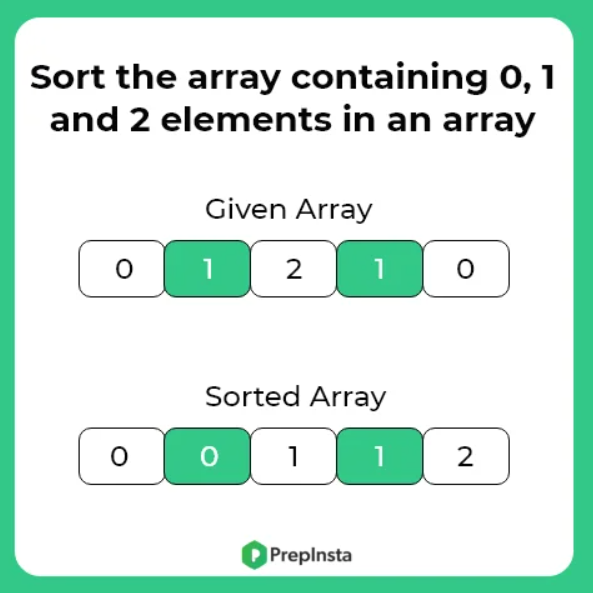 Sort the array containing 0, 1
and 2 elements in an array
Given Array
0 1 2 1 0
Sorted Array
0 0 1 1 2
PrepInsta